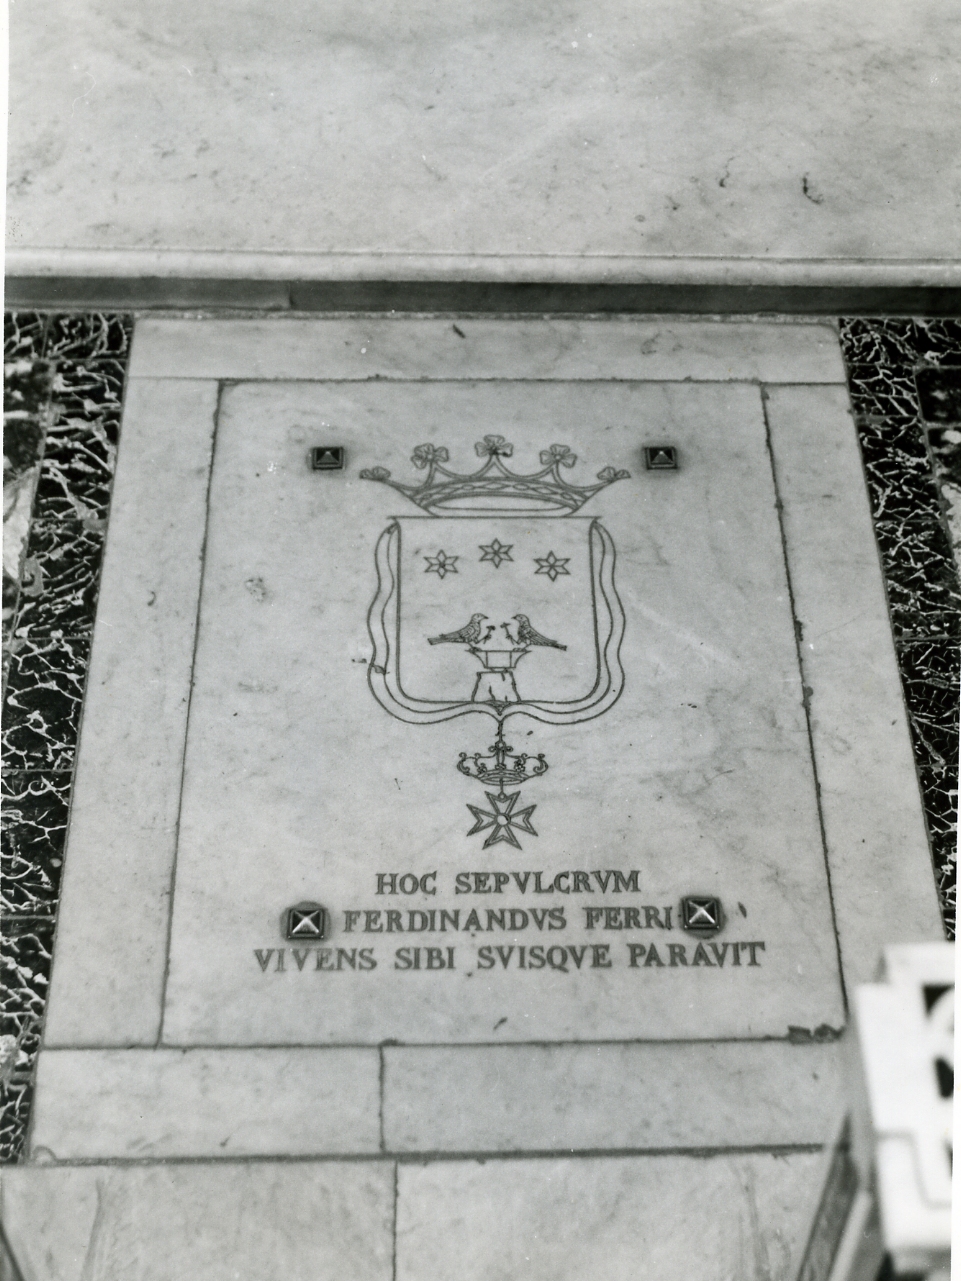 HOC SEPVLCRVM
FERDINANDVS FERRI
VIVENS SIBI SVISQVE PARAVIT